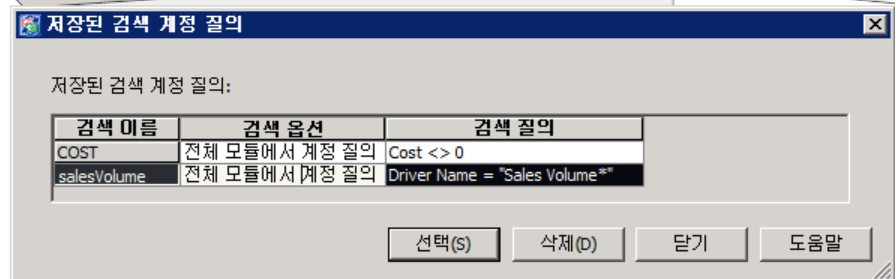 저장된 검색 계정 질의
저장된 검색 계정 질의:
검색 이름 검색 옵션 검색 질의
COST 전체 모듈에서 계정 질의 Cost <> 0
salesVolume 전체 모듈에서 계정 질의 Driver Name = "Sales Volume*"
선택(S) 삭제(D) 닫기 도움말